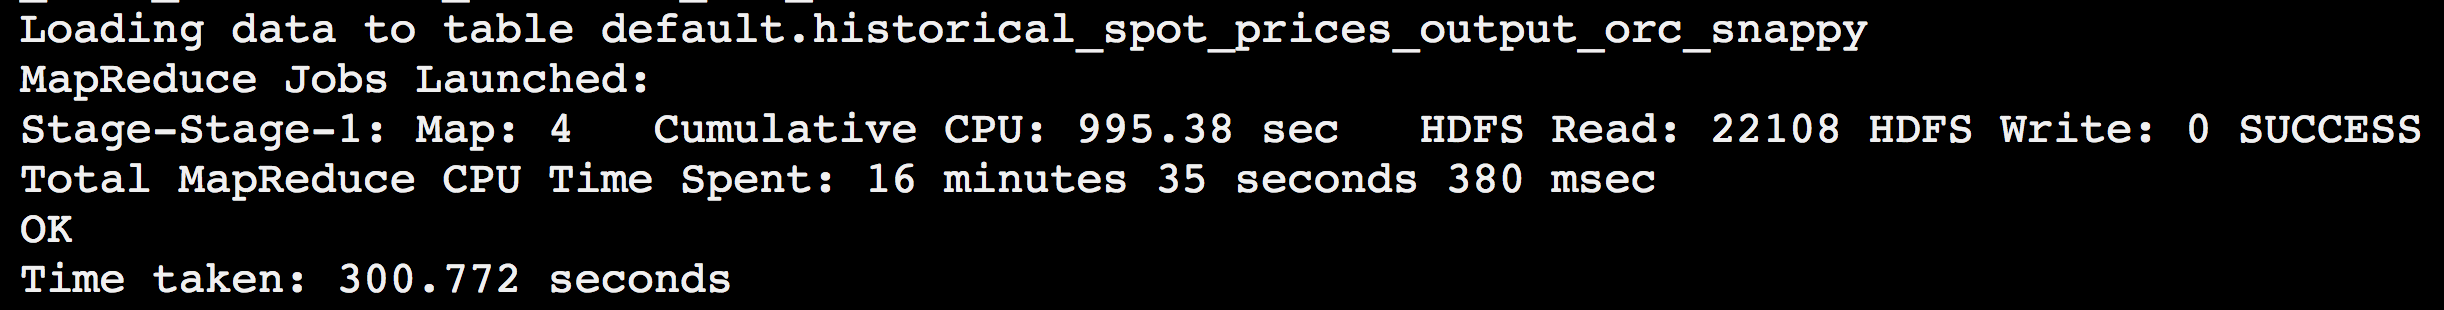 Loading data to table default.historical_spot_prices_output_orc_snappy
MapReduce Jobs Launched:
Stage-Stage-1: Map: 4   Cumulative CPU: 995.38 sec   HDFS Read: 22108 HDFS Write: 0 SUCCESS
Total MapReduce CPU Time Spent: 16 minutes 35 seconds 380 msec
OK
Time taken: 300.772 seconds